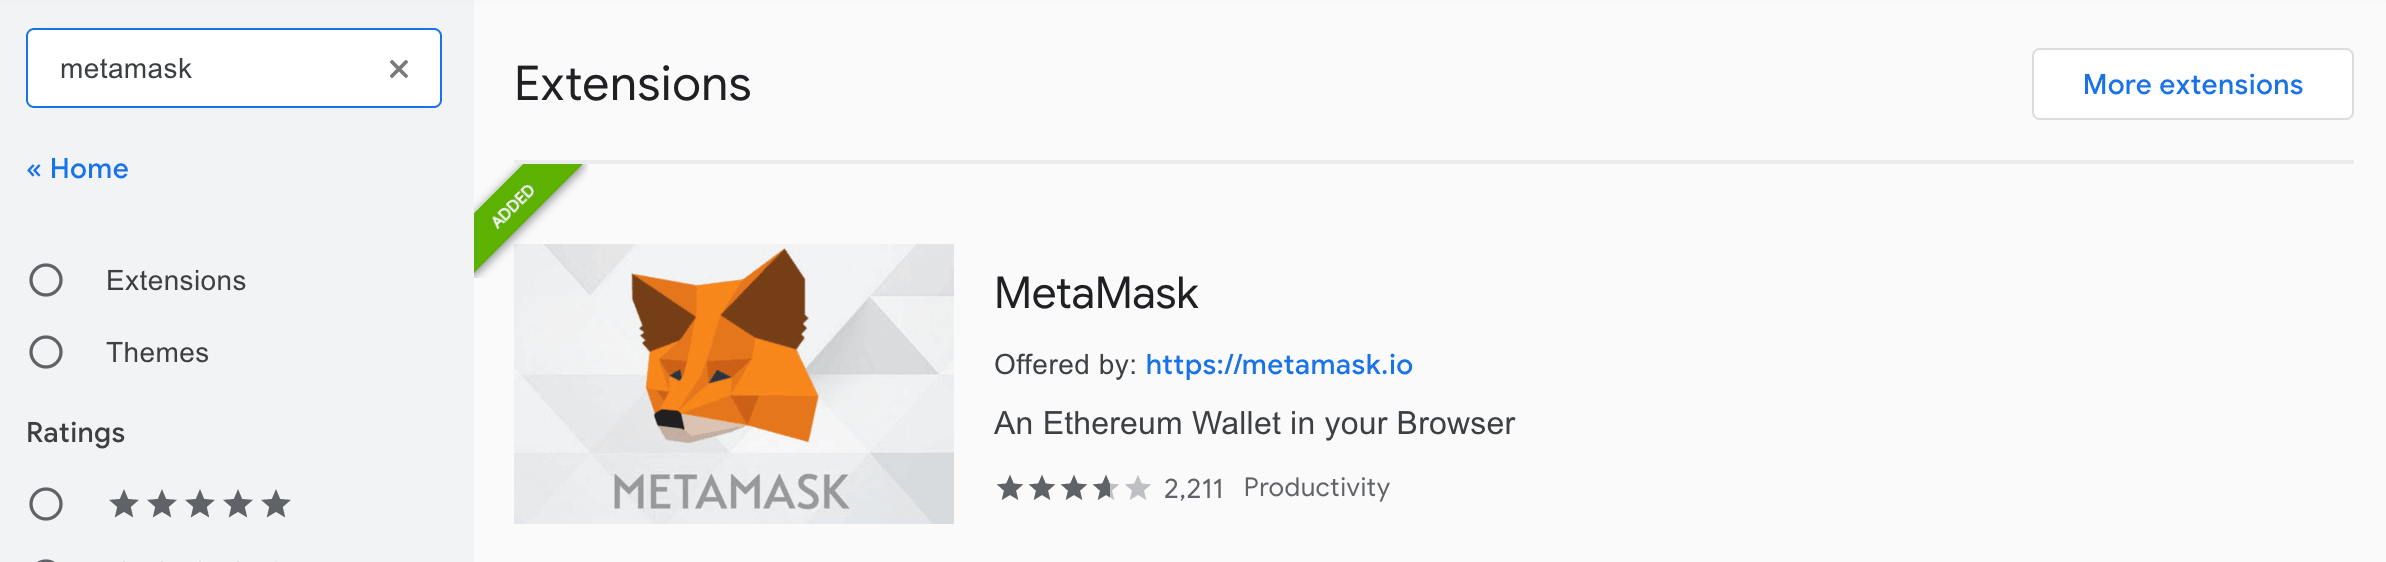 metamask
« Home
Extensions
Themes
Ratings
Extensions
More extensions
ADDED
METAMASK
MetaMask
Offered by: https://metamask.io
An Ethereum Wallet in your Browser
2,211 Productivity